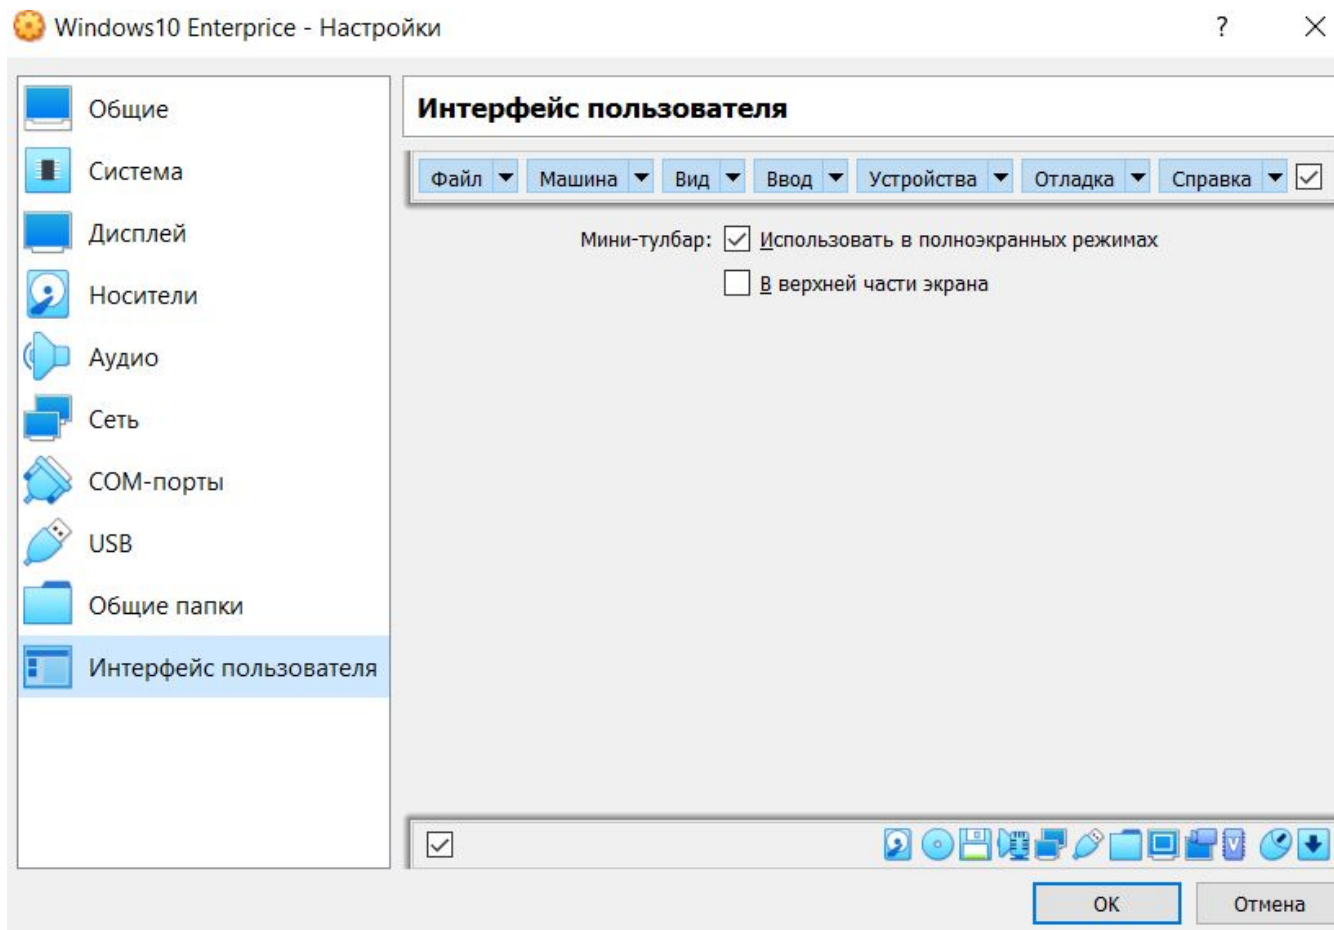 Windows10 Enterprice - Настройки
?
Общие
Система
Дисплей
Носители
Аудио
Сеть
COM-порты
USB
Общие папки
Интерфейс пользователя
Интерфейс пользователя
Файл Машина Вид Ввод Устройства Отладка Справка
Мини-тулбар: Использовать в полноэкранных режимах
В верхней части экрана
V
OK Отмена